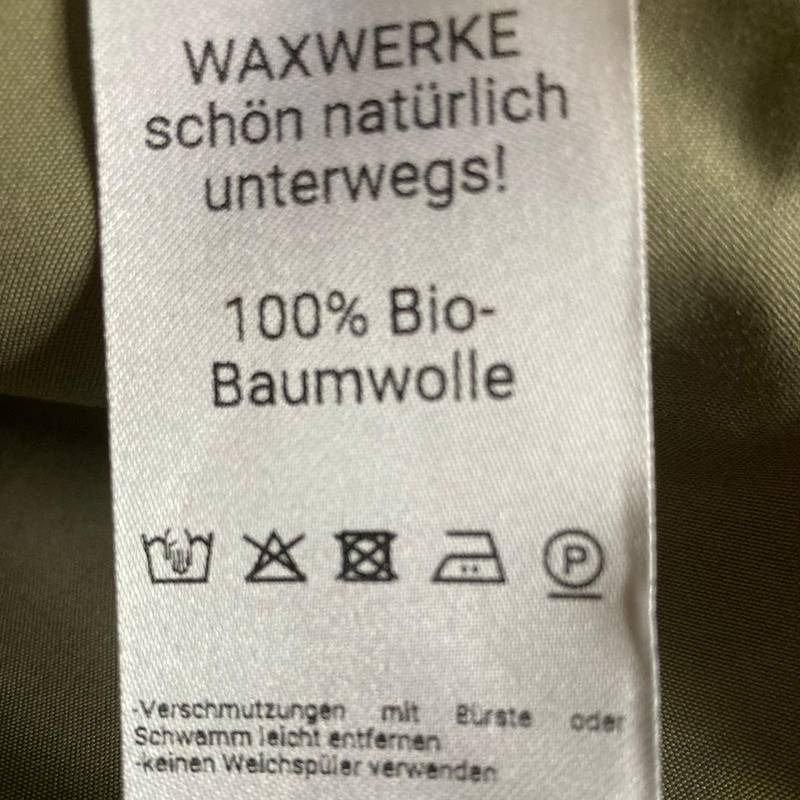 WAXWERKE
schön natürlich
unterwegs!
100% Bio-
Baumwolle
P
-Verschmutzungen mit Bürste oder
Schwamm leicht entfernen
-keinen Weichspüler verwenden